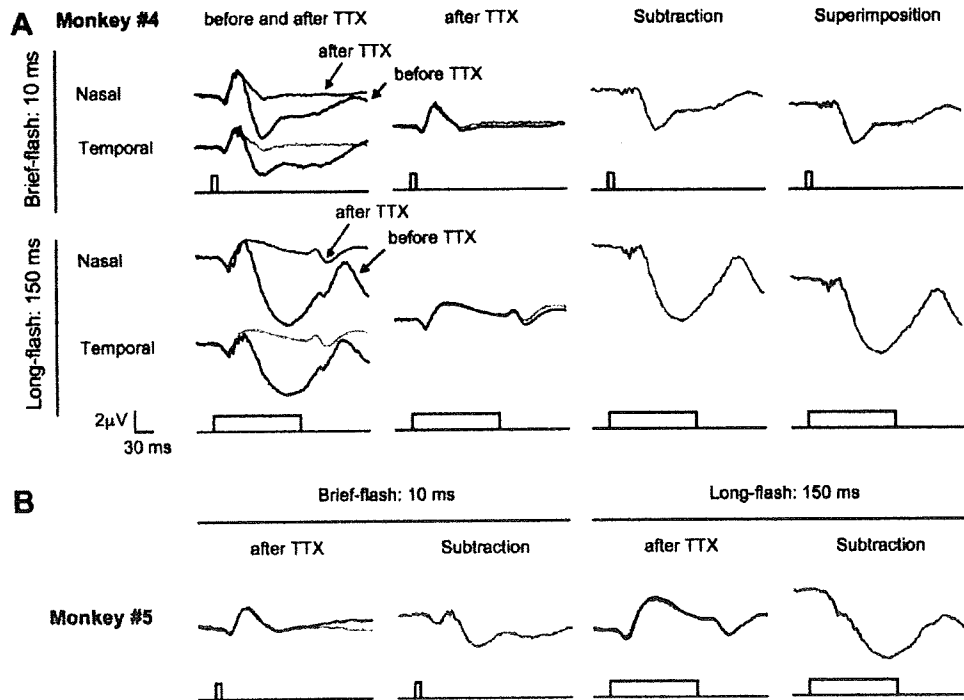 A
Monkey #4
before and after TTX
after TTX
Subtraction
Superimposition
Brief-flash: 10 ms
Nasal
Temporal
after TTX
before TTX
Long-flash: 150 ms
Nasal
Temporal
after TTX
before TTX
2μV
30 ms
B
Brief-flash: 10 ms
Long-flash: 150 ms
after TTX
Subtraction
after TTX
Subtraction
Monkey #5